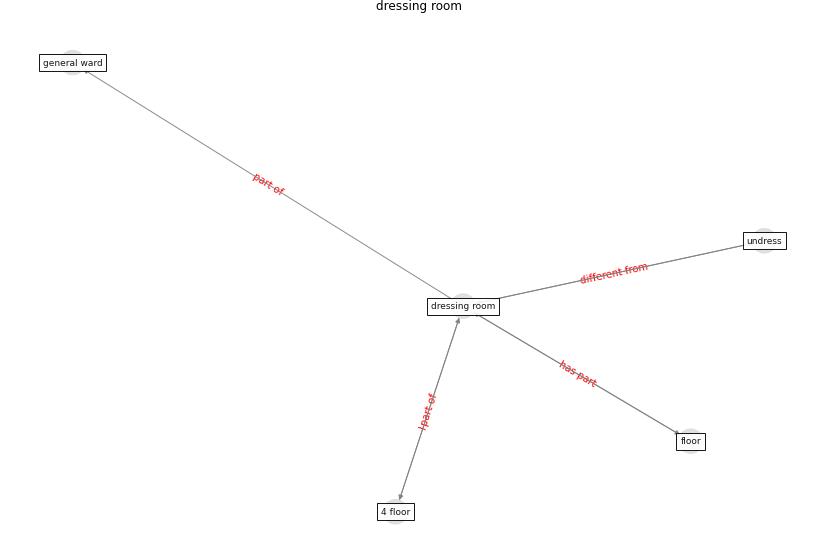 dressing room
general ward
part of
undress
different from
dressing room
has part
part of
floor
4 floor